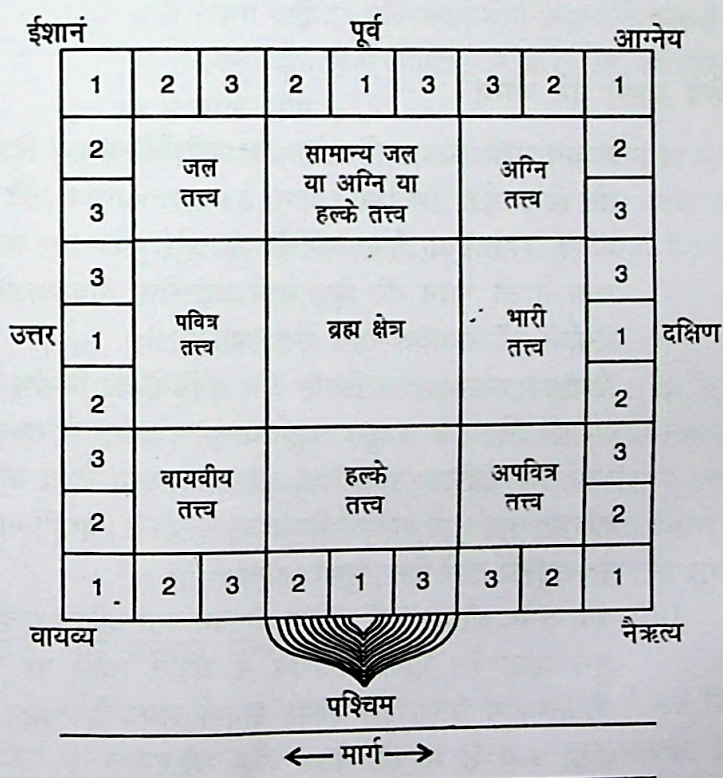 ईशानं पूर्व आग्नेय
1 2 3 2 1 3 3 2 1
2 जल सामान्य जल अग्नि 2
तत्त्व या अग्नि या तत्त्व
3 हल्के तत्त्व 3
3 3
उत्तर 1 पवित्र ब्रह्म क्षेत्र भारी 1 दक्षिण
तत्त्व तत्त्व
2 2
3 वायवीय हल्के अपवित्र 3
2 तत्त्व तत्त्व तत्त्व 2
1 2 3 2 1 3 3 2 1
वायव्य नैऋत्य
पश्चिम
मार्ग